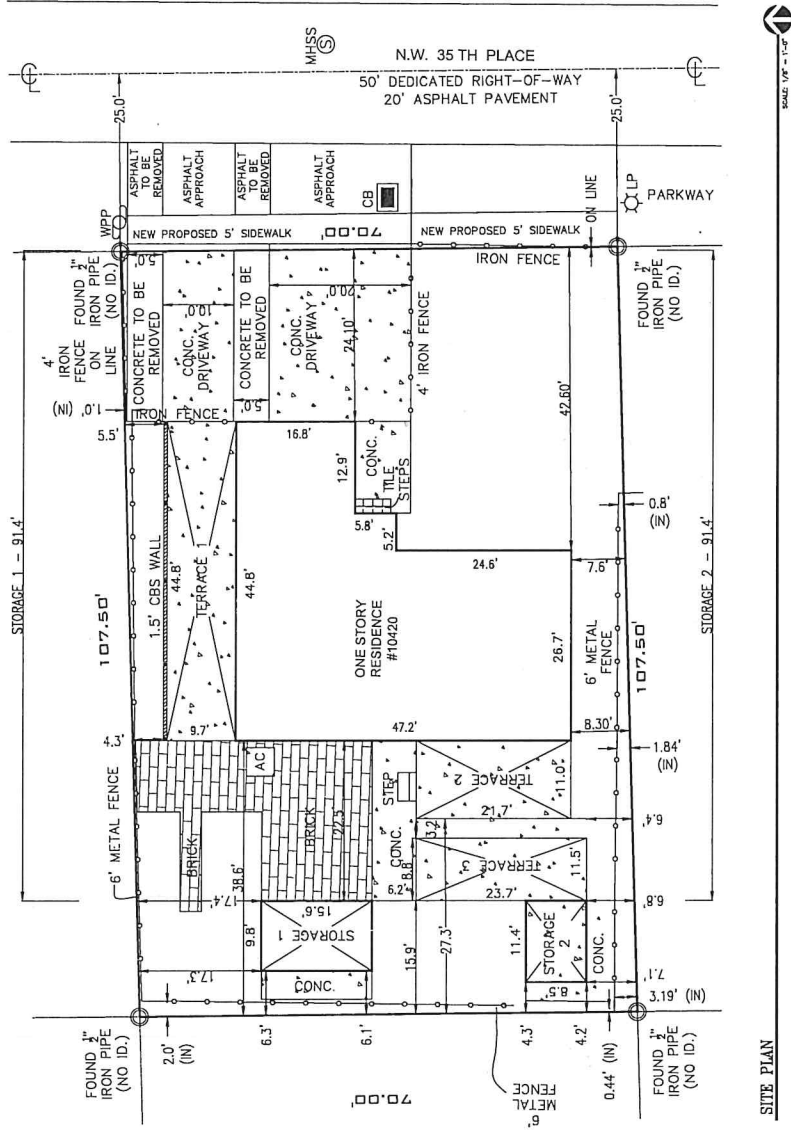 SCALE: 1/8" = 1'-0"
MHSS
S
N.W. 35 TH PLACE
50' DEDICATED RIGHT-OF-WAY
20' ASPHALT PAVEMENT
25.0'
25.0'
ASPHALT
TO BE
REMOVED
ASPHALT
APPROACH
ASPHALT
TO BE
REMOVED
ASPHALT
APPROACH
CB
WPP
LP
PARKWAY
ON LINE
NEW PROPOSED 5' SIDEWALK
70.00'
NEW PROPOSED 5' SIDEWALK
IRON FENCE
FOUND 1/2"
IRON PIPE
(NO ID.)
4'
IRON
FENCE
ON
LINE
FOUND 1/2"
IRON PIPE
(NO ID.)
5.0'
CONCRETE TO BE
REMOVED
10.0'
CONC.
DRIVEWAY
CONCRETE TO BE
REMOVED
5.0'
CONC.
DRIVEWAY
20.0'
24.10'
4' IRON FENCE
42.60'
1.0'
(IN)
IRON FENCE
5.5'
16.8'
12.9'
CONC.
TILE
STEPS
5.8'
5.2'
0.8'
(IN)
STORAGE 1 - 91.4'
107.50'
1.5' CBS WALL
44.8'
TERRACE 1
44.8'
24.6'
7.6'
ONE STORY
RESIDENCE
#10420
26.7'
6' METAL
FENCE
107.50'
STORAGE 2 - 91.4'
4.3'
9.7'
47.2'
8.30'
1.84'
(IN)
6' METAL FENCE
AC
BRICK
BRICK
22.5
STEP
CONC.
TERRACE 2
11.0'
21.7'
6.4'
3.2
38.6'
8.8'
6.2'
TERRACE 3
11.5'
23.7'
17.4'
6.8'
15.6'
STORAGE 1
9.8'
15.9'
27.3'
11.4'
STORAGE
2
CONC.
17.3'
CONC.
8.5'
7.1'
3.19' (IN)
FOUND 1/2"
IRON PIPE
(NO ID.)
2.0'
(IN)
6.3'
6.1'
4.3'
4.2'
0.44' (IN)
FOUND 1/2"
IRON PIPE
(NO ID.)
70.00'
6'
METAL
FENCE
SITE PLAN